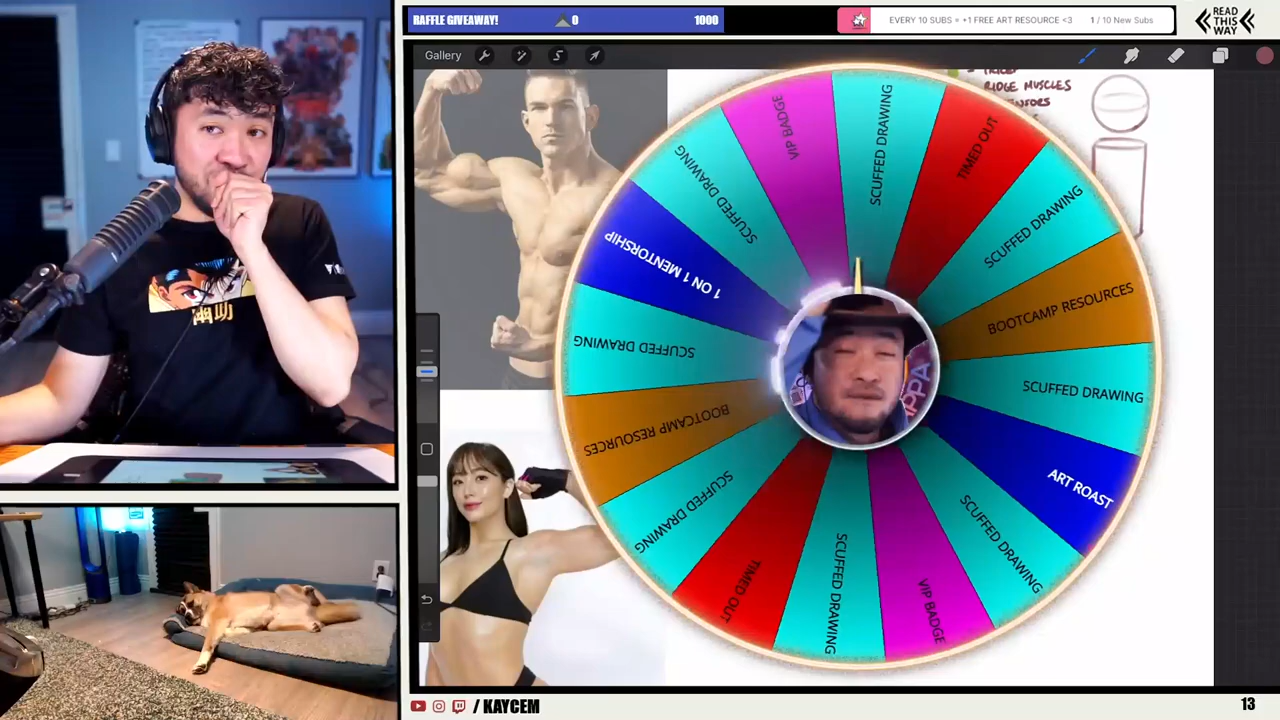 RAFFLE GIVEAWAY!
0
1000
EVERY 10 SUBS = +1 FREE ART RESOURCE <3
1 / 10 New Subs
READ
THIS
WAY
Gallery
RIDGE MUSCLES
VIP BADGE
SCUFFED DRAWING
TIMED OUT
SCUFFED DRAWING
BOOTCAMP RESOURCES
SCUFFED DRAWING
ART ROAST
SCUFFED DRAWING
VIP BADGE
SCUFFED DRAWING
TIMED OUT
SCUFFED DRAWING
BOOTCAMP RESOURCES
SCUFFED DRAWING
1 ON 1 MENTORSHIP
SCUFFED DRAWING
/ KAYCEM
13